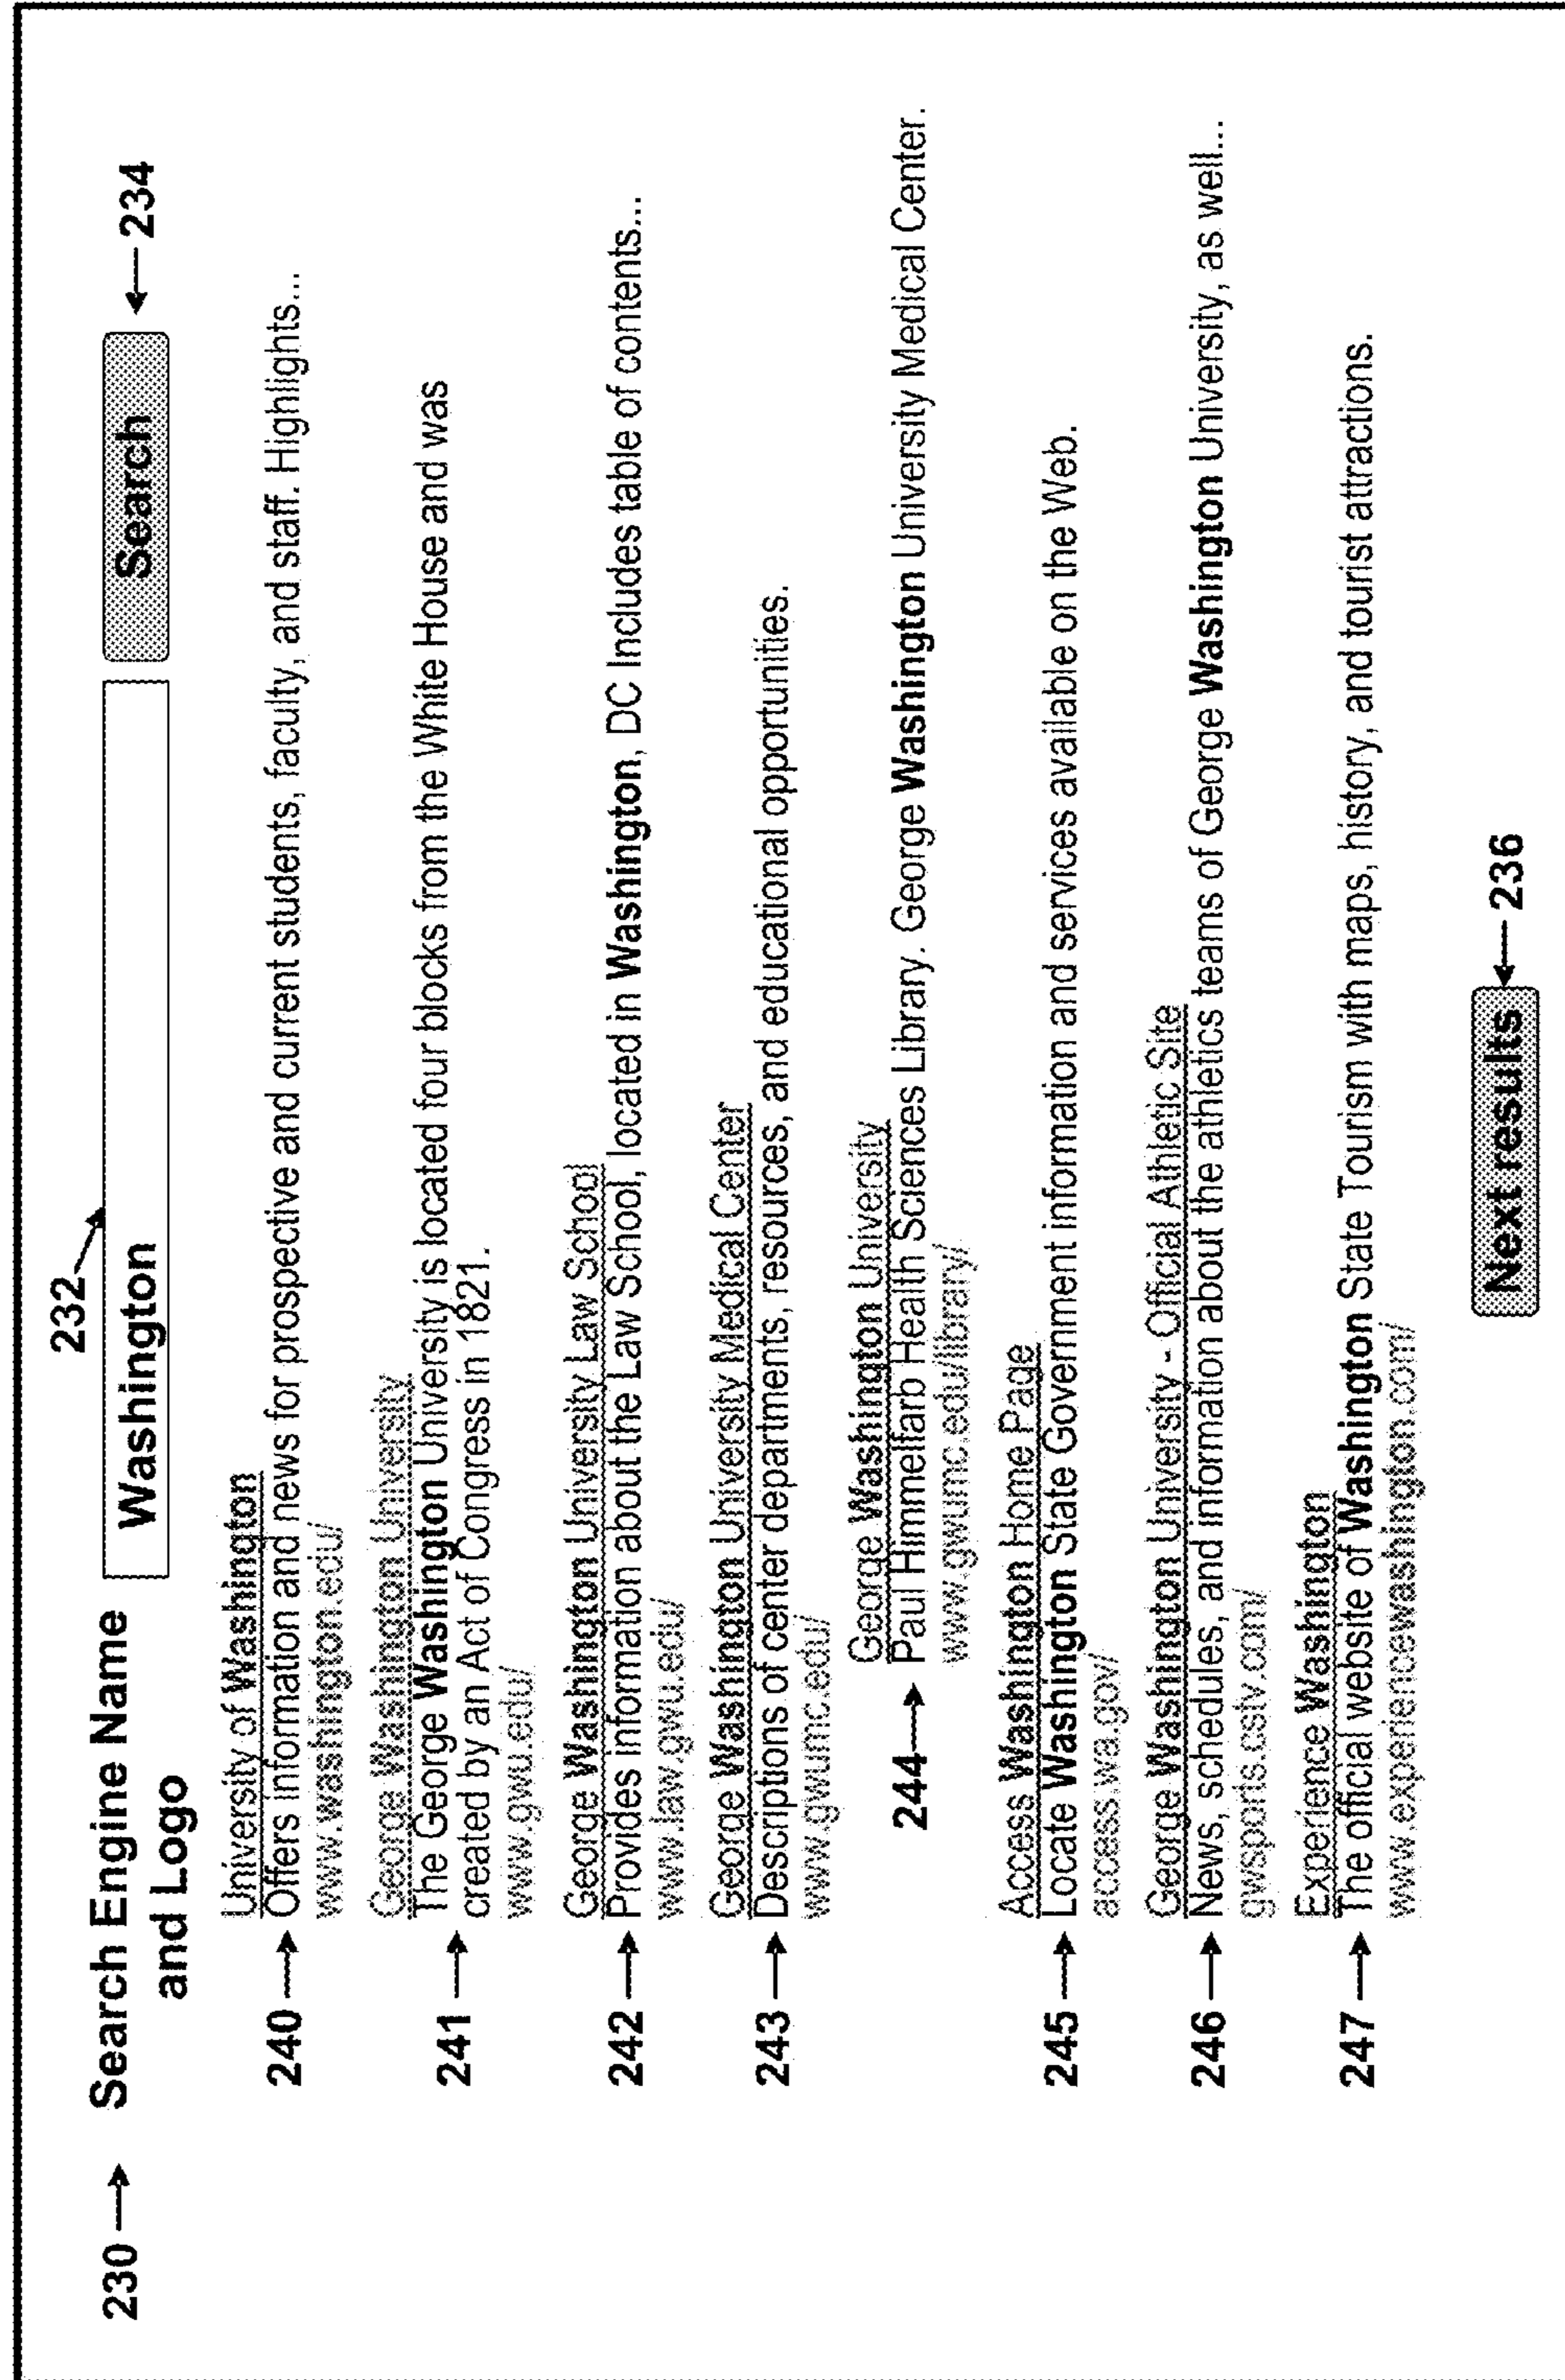 232
230 Search Engine Name Washington Search 234
and Logo
University of Washington
240 Offers information and news for prospective and current students, faculty, and staff. Highlights...
www.washington.edu/
George Washington University
241 The George Washington University is located four blocks from the White House and was
created by an Act of Congress in 1821.
www.gwu.edu/
George Washington University Law School
242 Provides information about the Law School, located in Washington, DC Includes table of contents...
www.law.gwu.edu/
George Washington University Medical Center
243 Descriptions of center departments, resources, and educational opportunities.
www.gwumc.edu/
George Washington University
244 Paul Himmelfarb Health Sciences Library. George Washington University Medical Center.
www.gwumc.edu/library/
Access Washington Home Page
245 Locate Washington State Government information and services available on the Web.
access.wa.gov/
George Washington University - Official Athletic Site
246 News, schedules, and information about the athletics teams of George Washington University, as well...
gwsports.cstv.com/
Experience Washington
247 The official website of Washington State Tourism with maps, history, and tourist attractions.
www.experiencewashington.com/
Next results 236